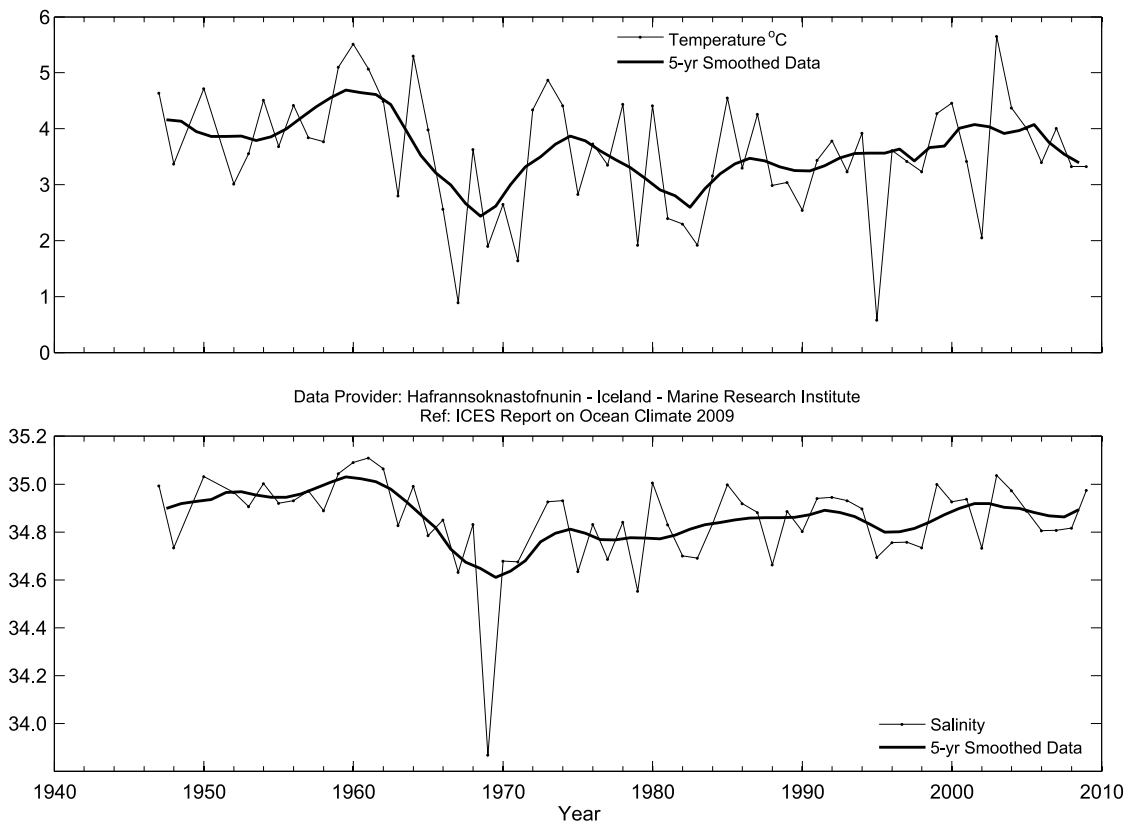 6
5
4
3
2
1
0
Temperature °C
5-yr Smoothed Data
Data Provider: Hafrannsoknastofnunin - Iceland - Marine Research Institute
Ref: ICES Report on Ocean Climate 2009
35.2
35.0
34.8
34.6
34.4
34.2
34.0
Salinity
5-yr Smoothed Data
1940 1950 1960 1970 1980 1990 2000 2010
Year